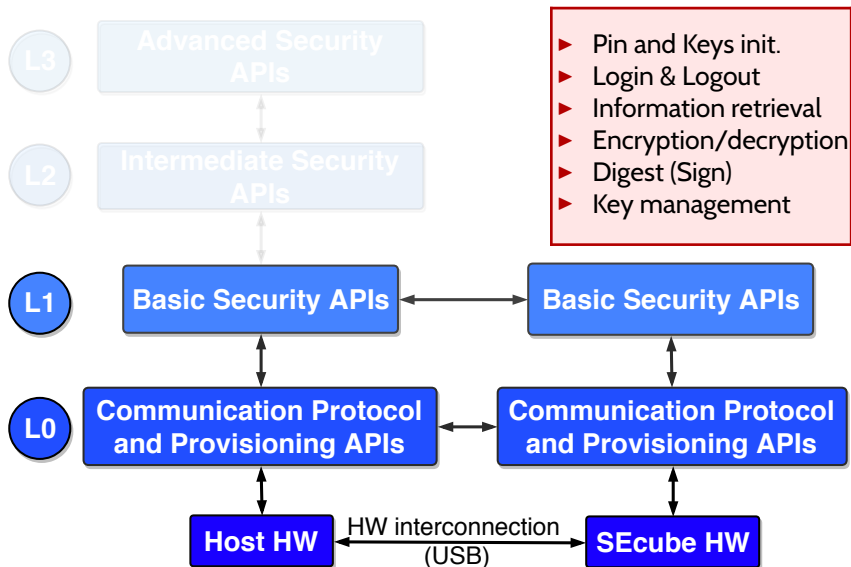 L3
Advanced Security
APIs
Pin and Keys init.
Login & Logout
Information retrieval
Encryption/decryption
Digest (Sign)
Key management
L2
Intermediate Security
APIs
L1
Basic Security APIs
Basic Security APIs
L0
Communication Protocol
and Provisioning APIs
Communication Protocol
and Provisioning APIs
Host HW
HW interconnection
(USB)
SEcube HW